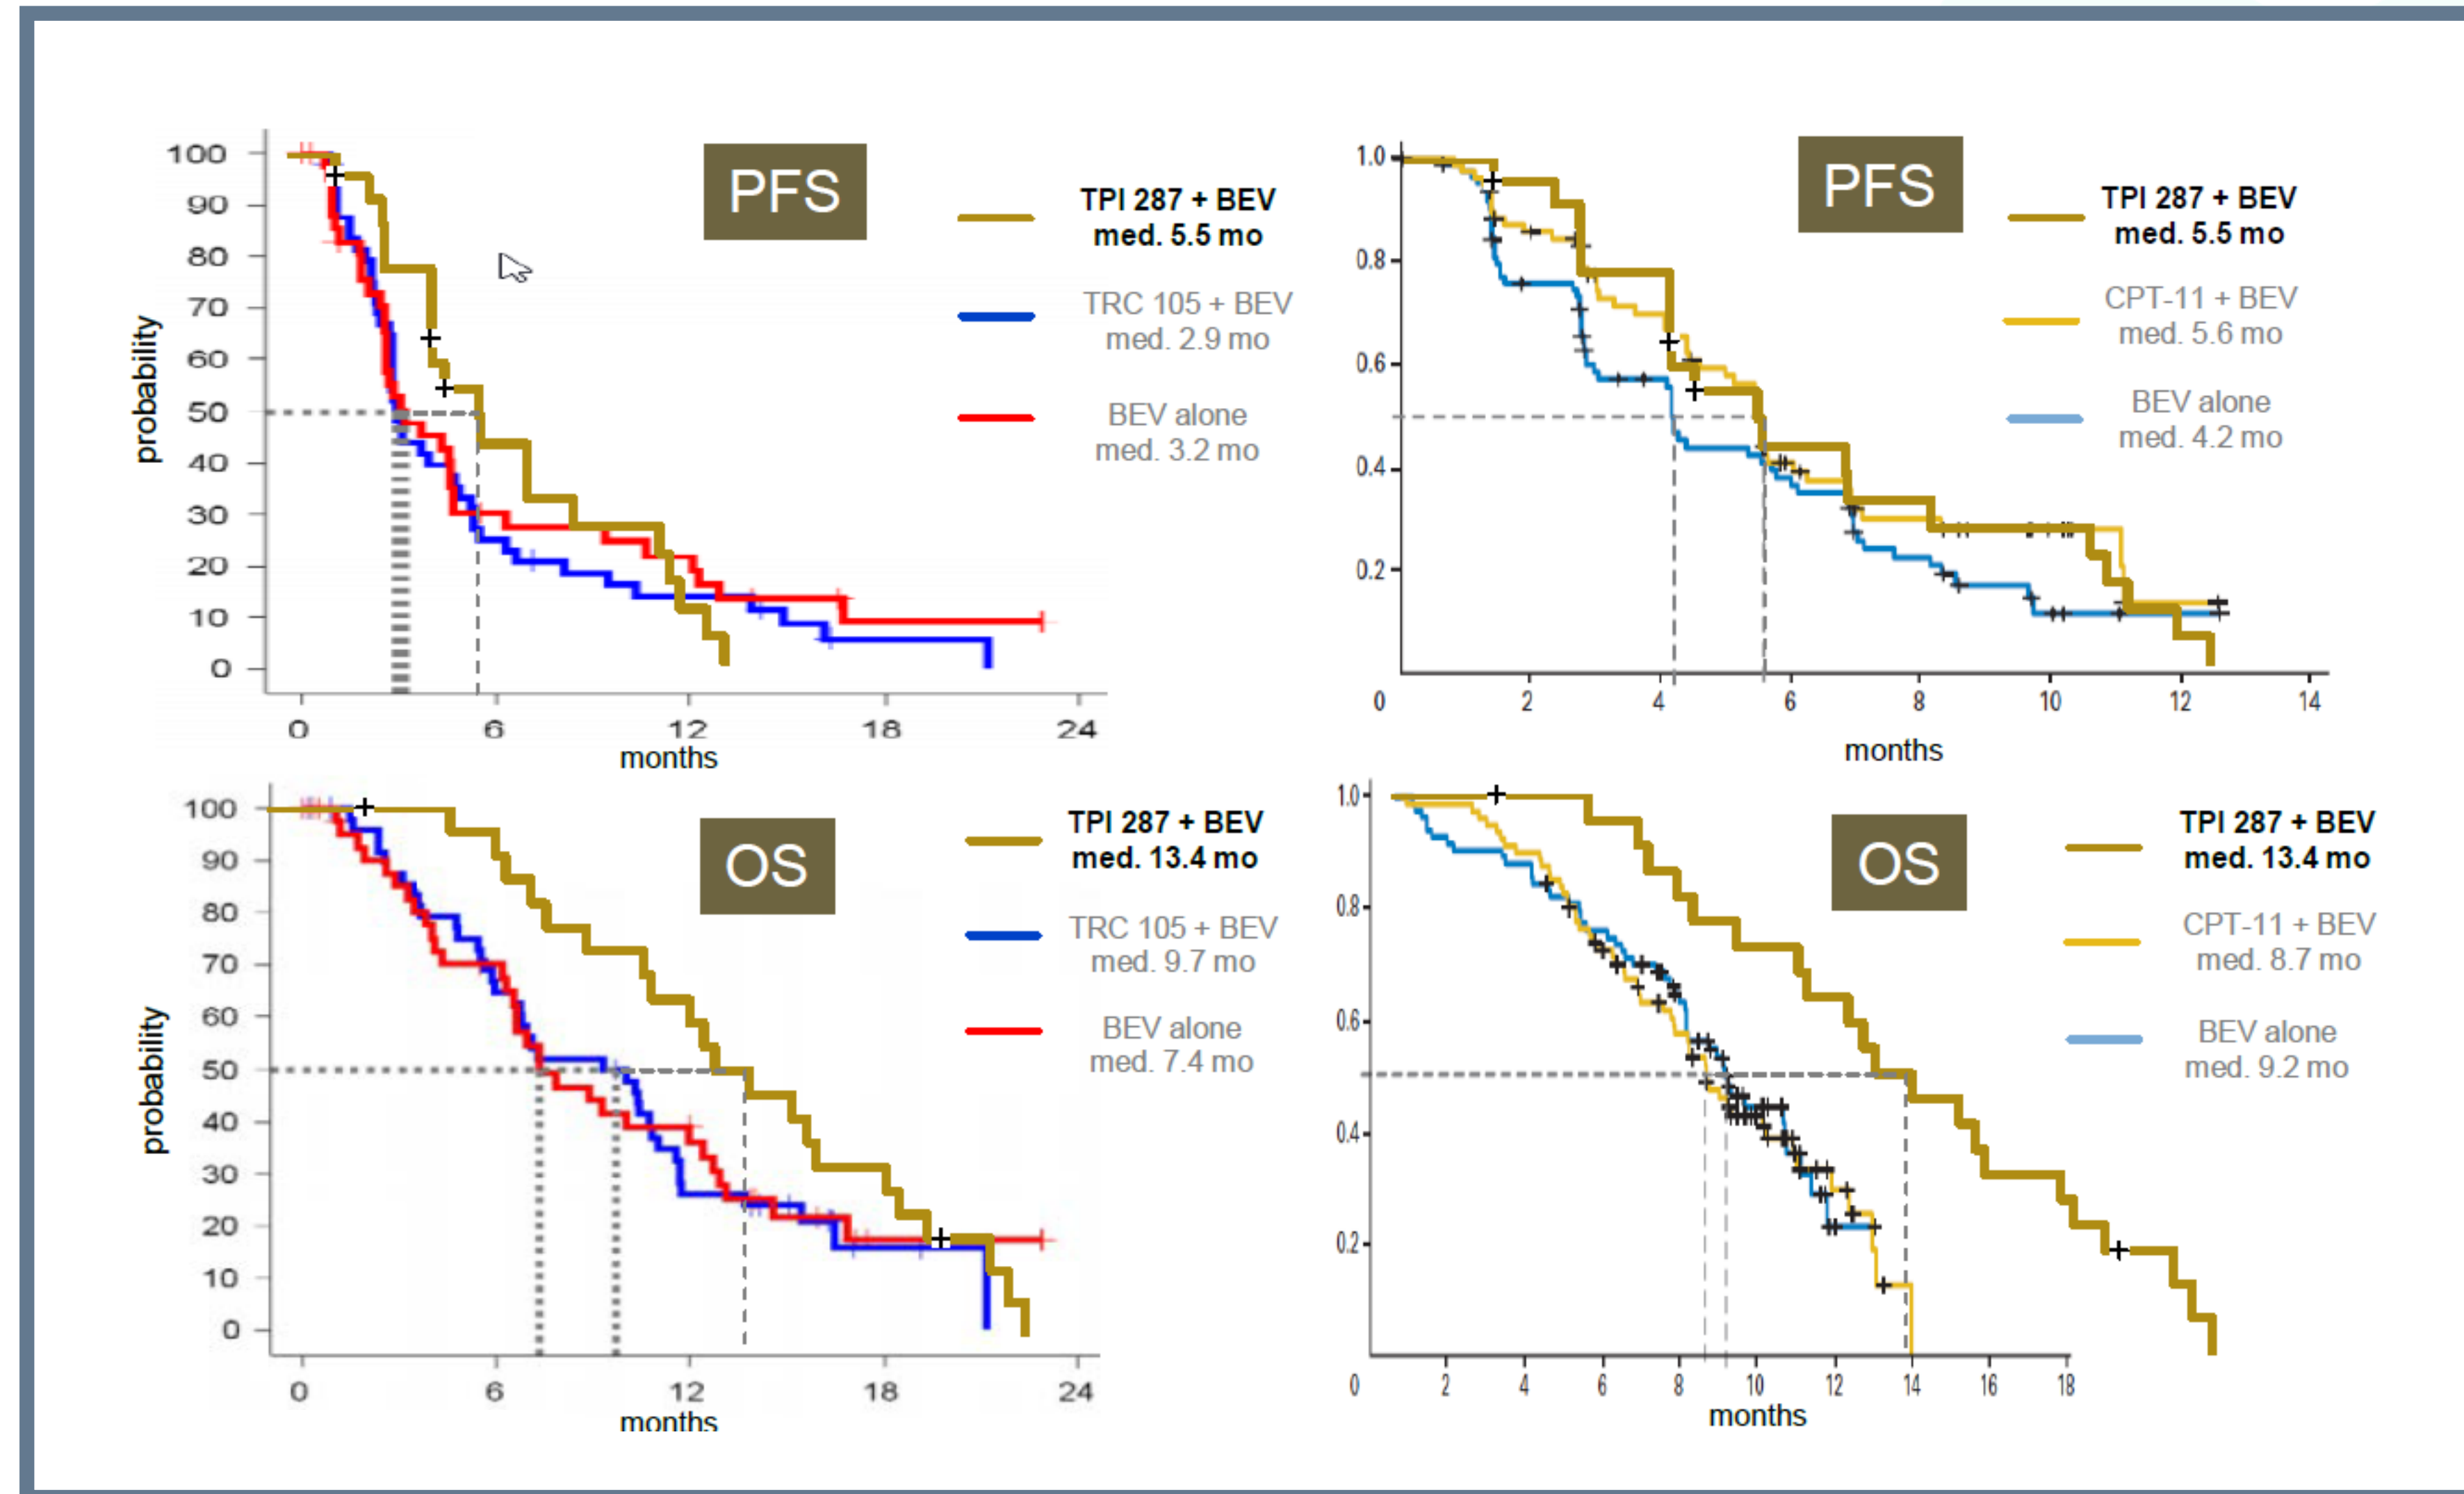 PFS
100
90
80
70
60
50
40
30
20
10
0
probability
0 6 12 18 24
months
TPI 287 + BEV
med. 5.5 mo
TRC 105 + BEV
med. 2.9 mo
BEV alone
med. 3.2 mo
PFS
1.0
0.8
0.6
0.4
0.2
0 2 4 6 8 10 12 14
months
TPI 287 + BEV
med. 5.5 mo
CPT-11 + BEV
med. 5.6 mo
BEV alone
med. 4.2 mo
OS
100
90
80
70
60
50
40
30
20
10
0
probability
0 6 12 18 24
months
TPI 287 + BEV
med. 13.4 mo
TRC 105 + BEV
med. 9.7 mo
BEV alone
med. 7.4 mo
OS
1.0
0.8
0.6
0.4
0.2
0 2 4 6 8 10 12 14 16 18
months
TPI 287 + BEV
med. 13.4 mo
CPT-11 + BEV
med. 8.7 mo
BEV alone
med. 9.2 mo